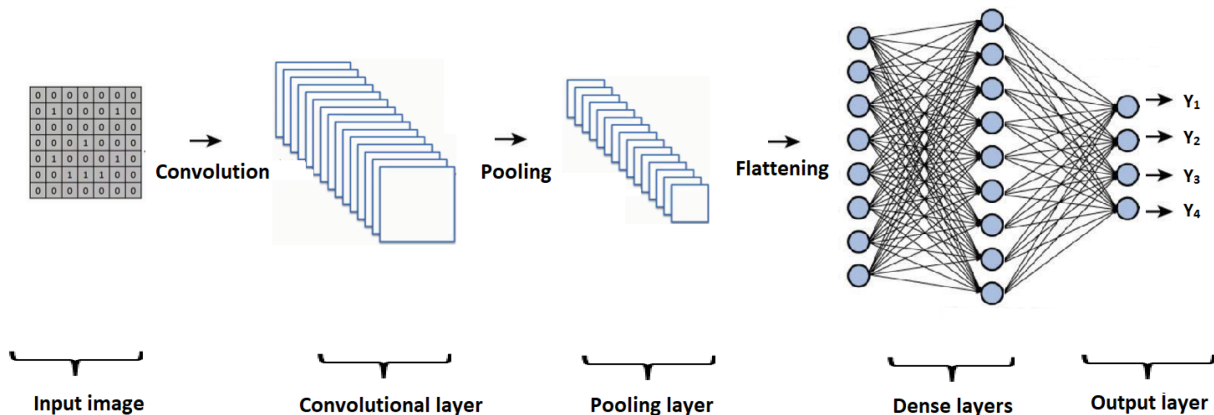 0 0 0 0 0 0 0
0 1 0 0 0 1 0
0 0 0 0 0 0 0
0 0 0 1 0 0 0
0 1 0 0 0 1 0
0 0 1 1 1 0 0
0 0 0 0 0 0 0
Convolution
Pooling
Flattening
Y1
Y2
Y3
Y4
Input image
Convolutional layer
Pooling layer
Dense layers
Output layer